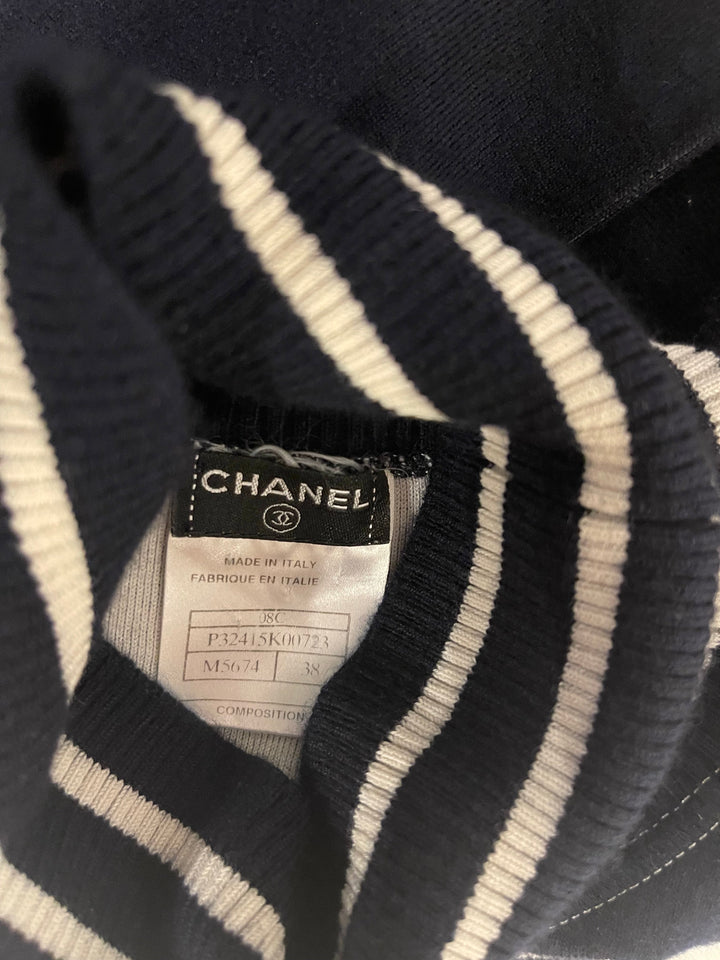 CHANEL
MADE IN ITALY
FABRIQUE EN ITALIE
08C
P32415K00723
M5674 38
COMPOSITION